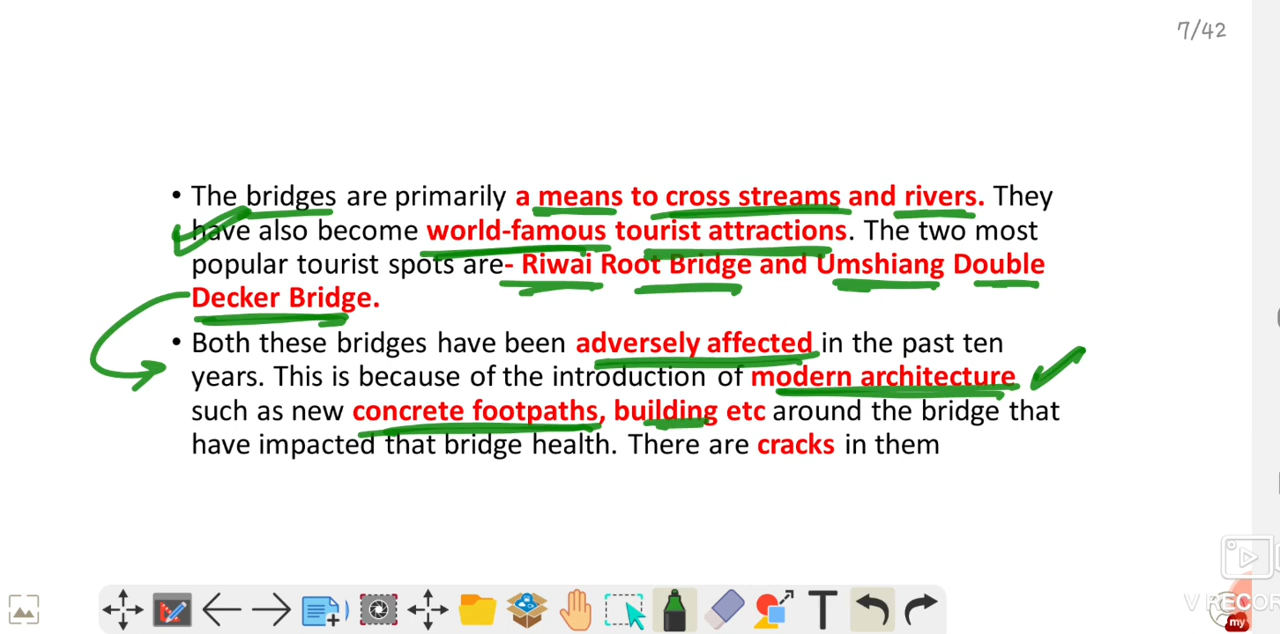 7/42
• The bridges are primarily a means to cross streams and rivers. They
have also become world-famous tourist attractions. The two most
popular tourist spots are- Riwai Root Bridge and Umshiang Double
Decker Bridge.
• Both these bridges have been adversely affected in the past ten
years. This is because of the introduction of modern architecture
such as new concrete footpaths, building etc around the bridge that
have impacted that bridge health. There are cracks in them
T
V RECOR
my